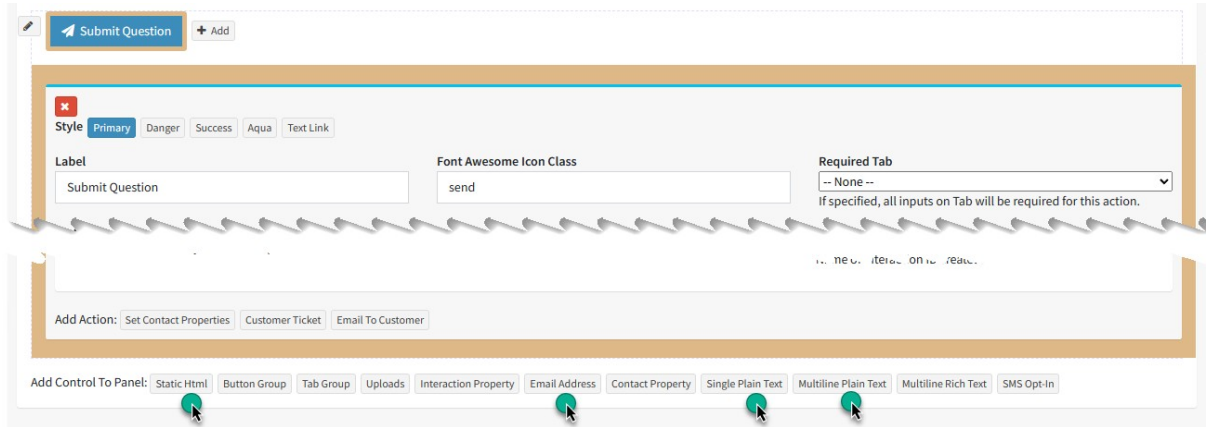 Submit Question + Add
Style Primary Danger Success Aqua Text Link
Label Font Awesome Icon Class Required Tab
Submit Question send -- None --
If specified, all inputs on Tab will be required for this action.
Add Action: Set Contact Properties Customer Ticket Email To Customer
Add Control To Panel: Static Html Button Group Tab Group Uploads Interaction Property Email Address Contact Property Single Plain Text Multiline Plain Text Multiline Rich Text SMS Opt-In